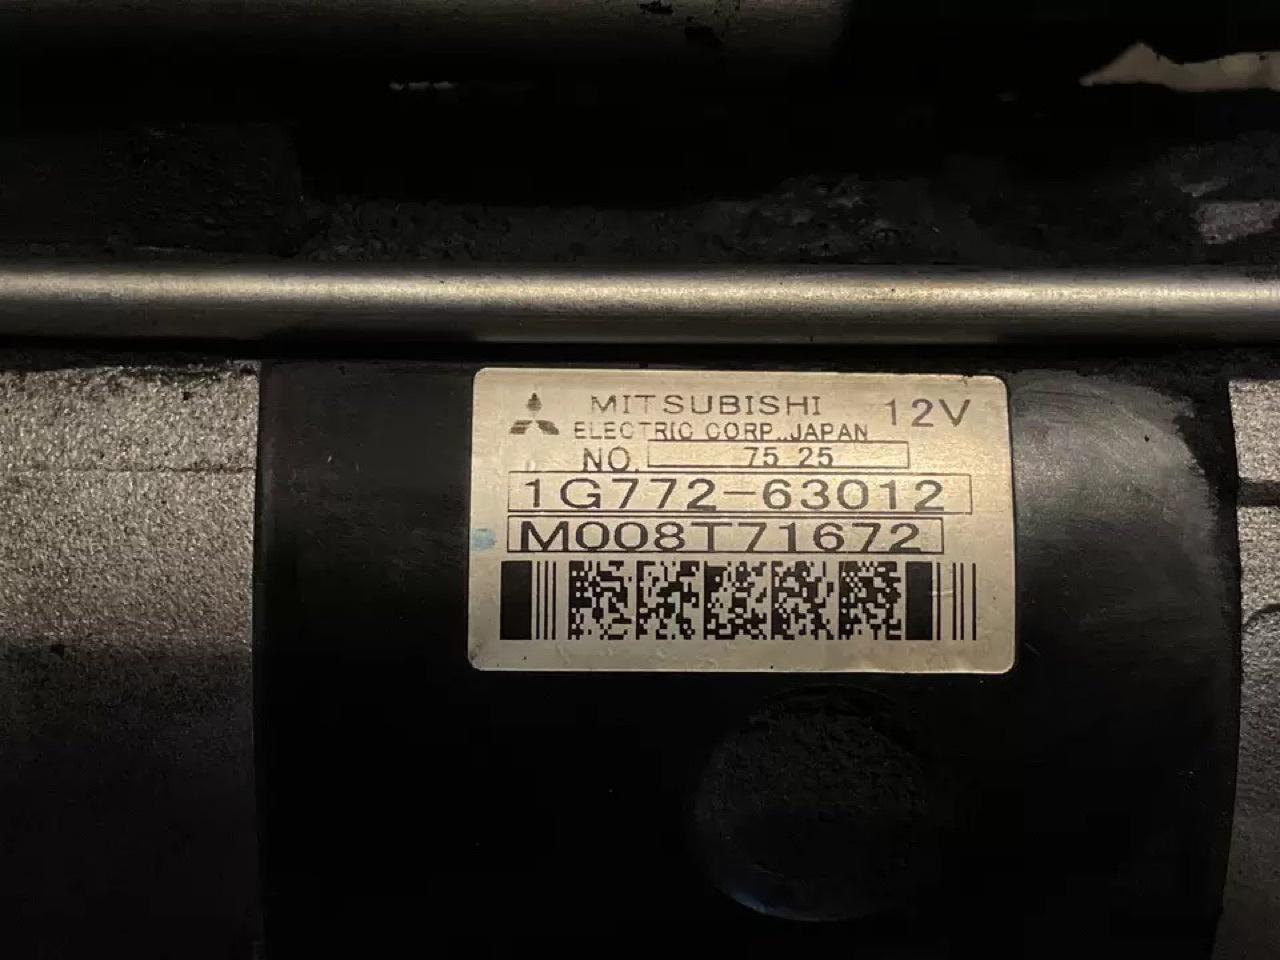 MITSUBISHI 12V
ELECTRIC CORP., JAPAN
NO. 75 25
1G772-63012
M008T71672